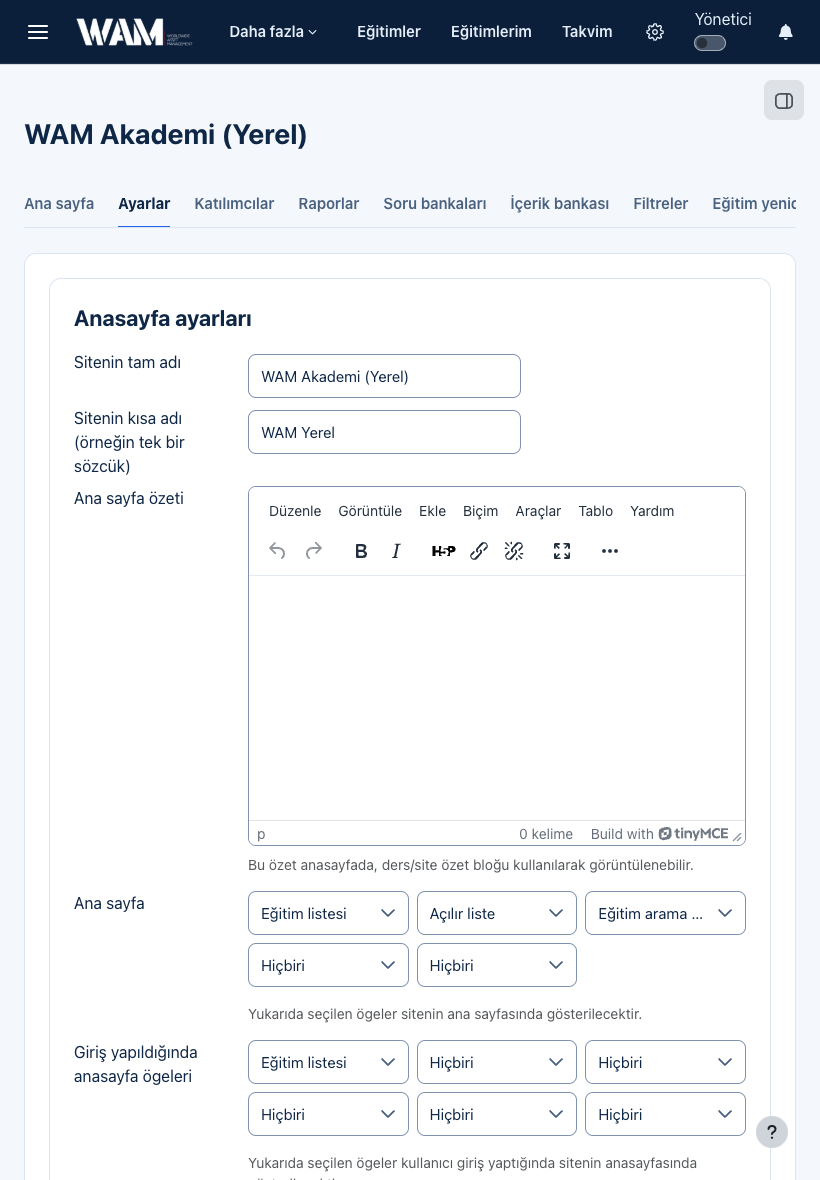 WAM
Daha fazla
Eğitimler
Eğitimlerim
Takvim
Yönetici
WAM Akademi (Yerel)
Ana sayfa
Ayarlar
Katılımcılar
Raporlar
Soru bankaları
İçerik bankası
Filtreler
Eğitim
Anasayfa ayarları
Sitenin tam adı
WAM Akademi (Yerel)
Sitenin kısa adı
(örneğin tek bir
sözcük)
WAM Yerel
Ana sayfa özeti
Düzenle Görüntüle Ekle Biçim Araçlar Tablo Yardım
B I H5P
p
0 kelime
Build with tinyMCE
Bu özet anasayfada, ders/site özet bloğu kullanılarak görüntülenebilir.
Ana sayfa
Eğitim listesi
Açılır liste
Eğitim arama ...
Hiçbiri
Hiçbiri
Yukarıda seçilen ögeler sitenin ana sayfasında gösterilecektir.
Giriş yapıldığında
anasayfa ögeleri
Eğitim listesi
Hiçbiri
Hiçbiri
Hiçbiri
Hiçbiri
Hiçbiri
?
Yukarıda seçilen ögeler kullanıcı giriş yaptığında sitenin anasayfasında